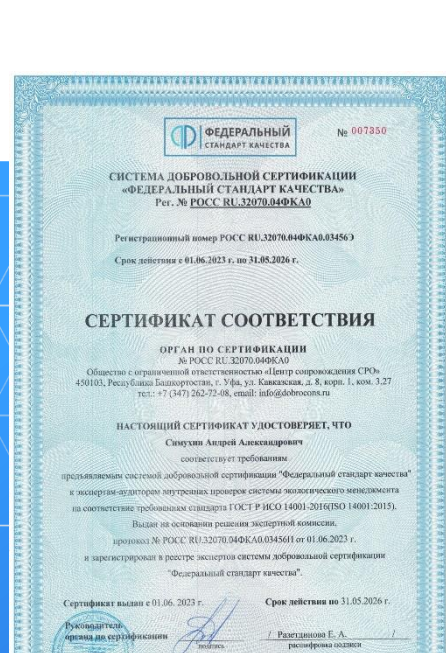 ФЕДЕРАЛЬНЫЙ
СТАНДАРТ КАЧЕСТВА
№ 007350
СИСТЕМА ДОБРОВОЛЬНОЙ СЕРТИФИКАЦИИ
«ФЕДЕРАЛЬНЫЙ СТАНДАРТ КАЧЕСТВА»
Рег. № РОСС RU.32070.04ФКА0
Регистрационный номер РОСС RU.32070.04ФКА0.03456Э
Срок действия с 01.06.2023 г. по 31.05.2026 г.
СЕРТИФИКАТ СООТВЕТСТВИЯ
ОРГАН ПО СЕРТИФИКАЦИИ
№ РОСС RU.32070.04ФКА0
Общество с ограниченной ответственностью «Центр сопровождения СРО»
450103, Республика Башкортостан, г. Уфа, ул. Кавказская, д. 8, корп. 1, ком. 3.27
тел.: +7 (347) 262-72-08, email: info@dobrocons.ru
НАСТОЯЩИЙ СЕРТИФИКАТ УДОСТОВЕРЯЕТ, ЧТО
Симухин Андрей Александрович
соответствует требованиям
предъявляемым системой добровольной сертификации "Федеральный стандарт качества"
к экспертам-аудиторам внутренних проверок системы экологического менеджмента
на соответствие требованиям стандарта ГОСТ Р ИСО 14001-2016(ISO 14001:2015).
Выдан на основании решения экспертной комиссии,
протокол № РОСС RU.32070.04ФКА0.03456П от 01.06.2023 г.
и зарегистрирован в реестре экспертов системы добровольной сертификации
"Федеральный стандарт качества".
Сертификат выдан с 01.06. 2023 г.
Срок действия по 31.05.2026 г.
Руководитель
органа по сертификации
подпись
/ Разетдинова Е. А. /
расшифровка подписи